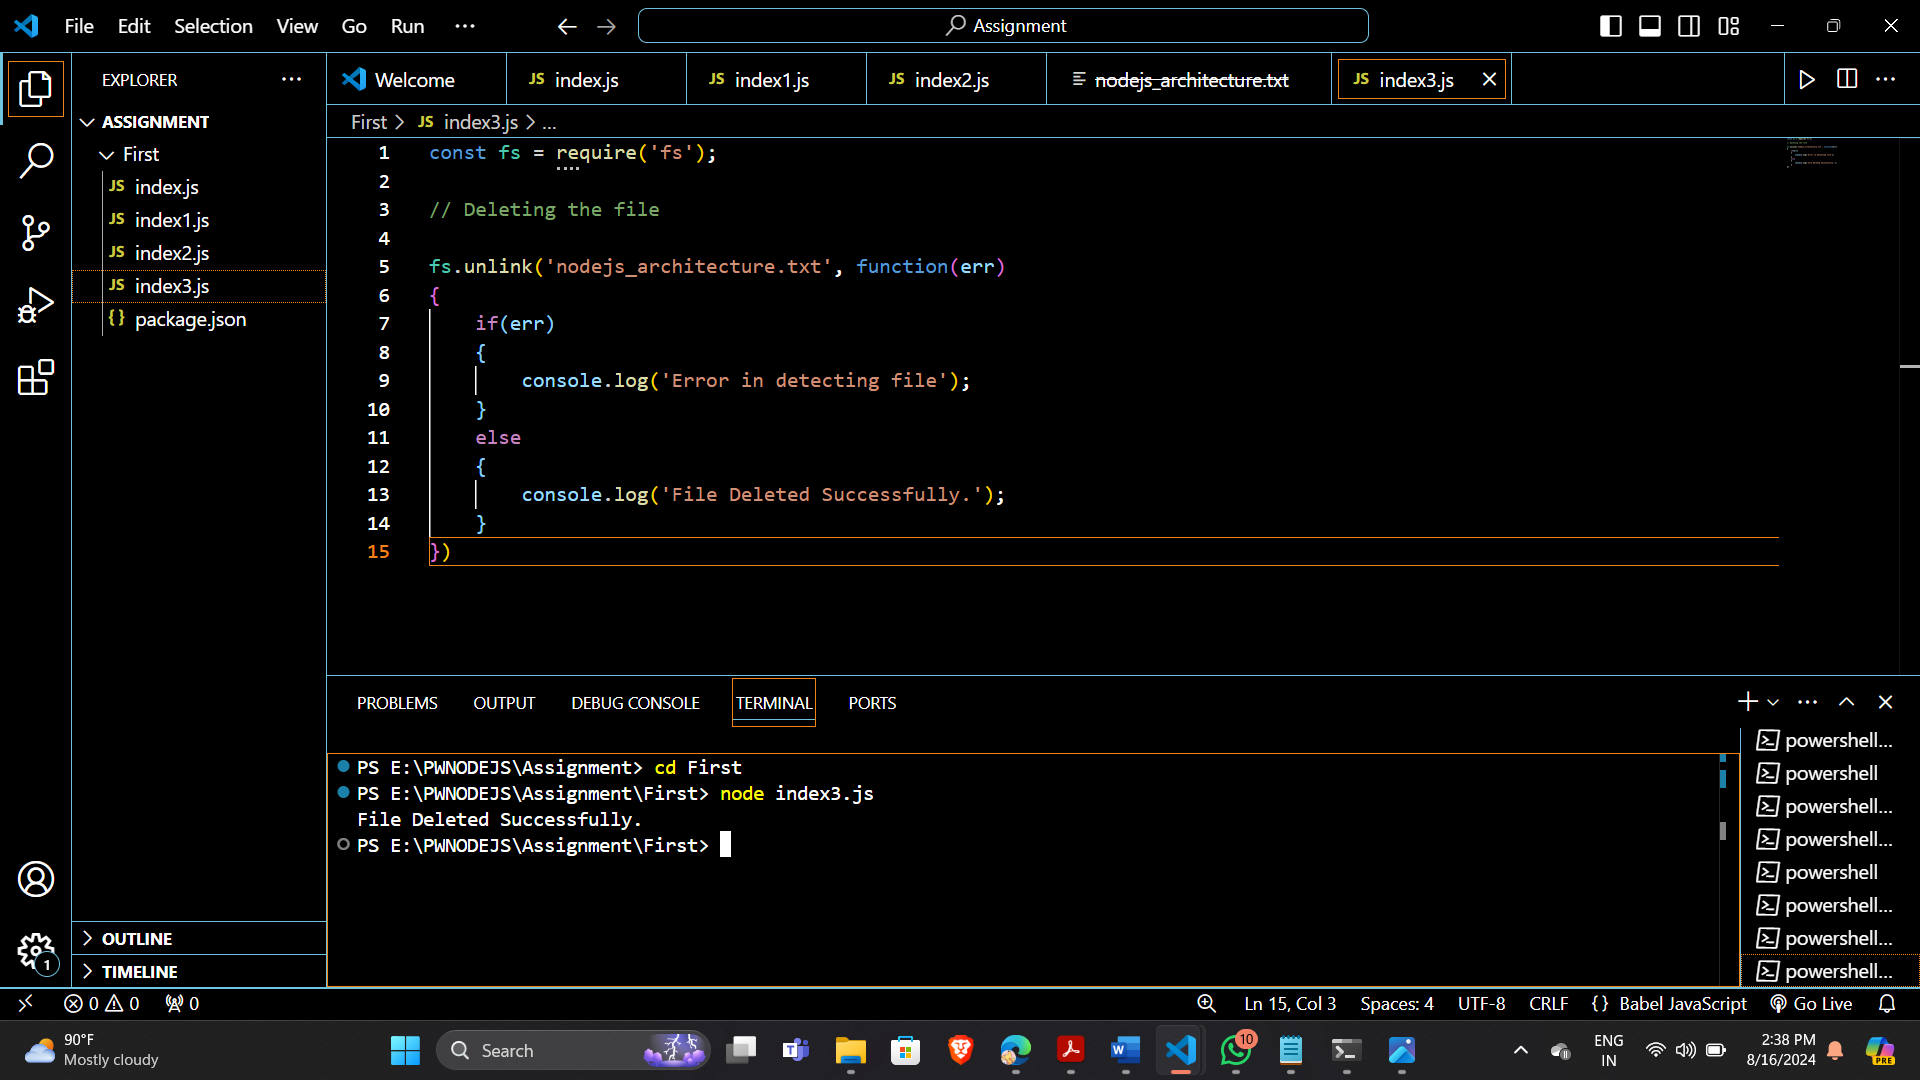 File Edit Selection View Go Run ...
Assignment
EXPLORER ...
Welcome
JS index.js
JS index1.js
JS index2.js
nodejs_architecture.txt
JS index3.js
ASSIGNMENT
First
JS index.js
JS index1.js
JS index2.js
JS index3.js
{} package.json
First > JS index3.js > ...
1 const fs = require('fs');
2
3 // Deleting the file
4
5 fs.unlink('nodejs_architecture.txt', function(err)
6 {
7 if(err)
8 {
9 console.log('Error in detecting file');
10 }
11 else
12 {
13 console.log('File Deleted Successfully.');
14 }
15 })
PROBLEMS OUTPUT DEBUG CONSOLE TERMINAL PORTS
PS E:\PWNODEJS\Assignment> cd First
PS E:\PWNODEJS\Assignment\First> node index3.js
File Deleted Successfully.
PS E:\PWNODEJS\Assignment\First>
powershell...
powershell
powershell...
powershell...
powershell
powershell...
powershell...
powershell...
OUTLINE
TIMELINE
1
0 0 0
Ln 15, Col 3 Spaces: 4 UTF-8 CRLF {} Babel JavaScript Go Live
90°F
Mostly cloudy
Search
10
ENG
IN
2:38 PM
8/16/2024
PRE